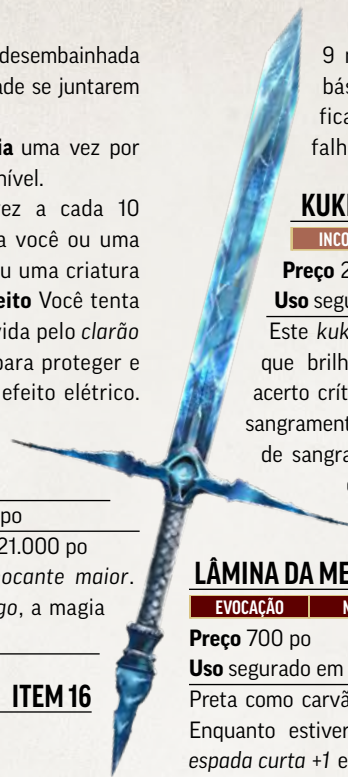 desembainhada
ade se juntarem
ia uma vez por
nível.
ez a cada 10
a você ou uma
u uma criatura
eito Você tenta
vida pelo clarão
para proteger e
efeito elétrico.
po
21.000 po
ocante maior.
go, a magia
ITEM 16
9
bás
fica
falh
KUK
INCO
Preço 2
Uso segu
Este kuk
que brilh
acerto crít
sangrament
de sangra
LÂMINA DA ME
EVOCAÇÃO
Preço 700 po
Uso segurado em
Preta como carvã
Enquanto estiver
espada curta +1 e